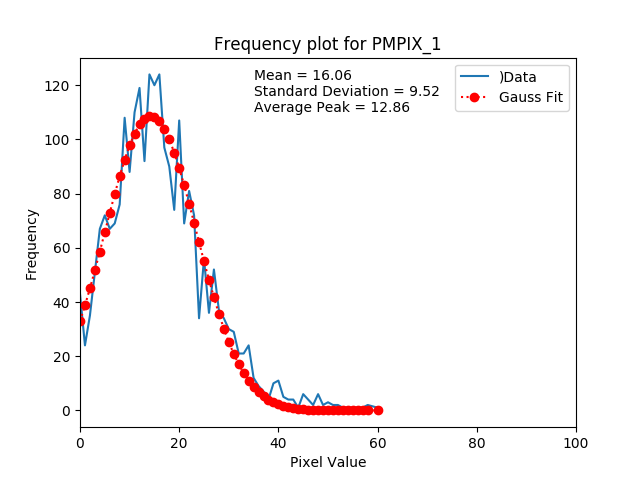 Frequency plot for PMPIX_1
Mean = 16.06
Standard Deviation = 9.52
Average Peak = 12.86
)Data
Gauss Fit
Frequency
120
100
80
60
40
20
0
0 20 40 60 80 100
Pixel Value